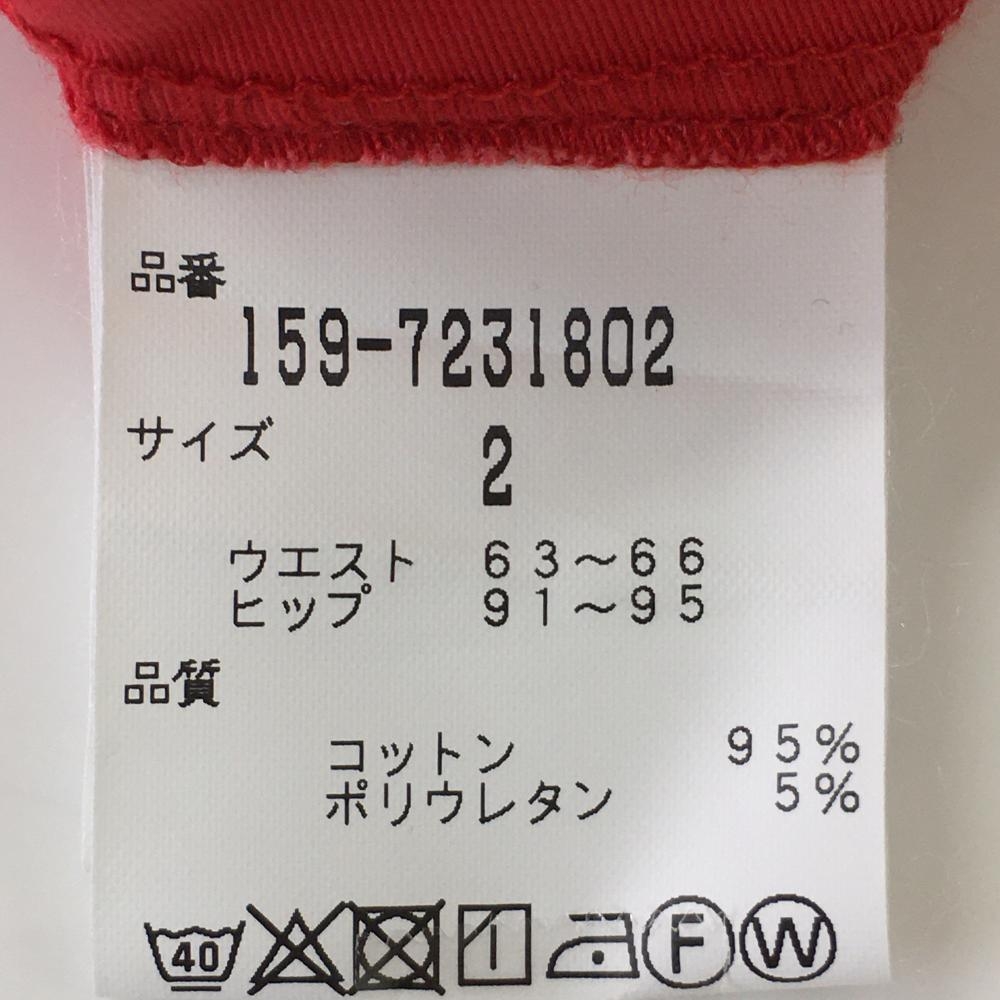 品番
159-7231802
サイズ 2
ウエスト 63～66
ヒップ 91～95
品質
コットン 95%
ポリウレタン 5%
40 F W